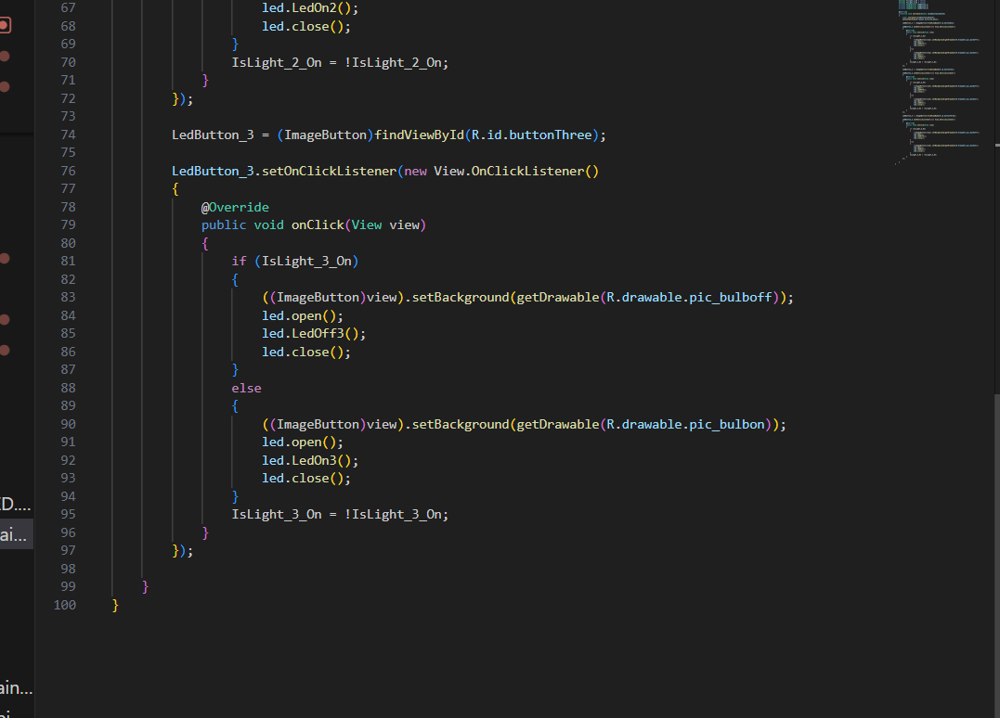 67 led.LedOn2();
68 led.close();
69 }
70 IsLight_2_On = !IsLight_2_On;
71 }
72 });
73
74 LedButton_3 = (ImageButton)findViewById(R.id.buttonThree);
75
76 LedButton_3.setOnClickListener(new View.OnClickListener()
77 {
78 @Override
79 public void onClick(View view)
80 {
81 if (IsLight_3_On)
82 {
83 ((ImageButton)view).setBackground(getDrawable(R.drawable.pic_bulboff));
84 led.open();
85 led.LedOff3();
86 led.close();
87 }
88 else
89 {
90 ((ImageButton)view).setBackground(getDrawable(R.drawable.pic_bulbon));
91 led.open();
92 led.LedOn3();
93 led.close();
94 }
95 IsLight_3_On = !IsLight_3_On;
96 }
97 });
98
99 }
100 }
ED....
ai...
ain...